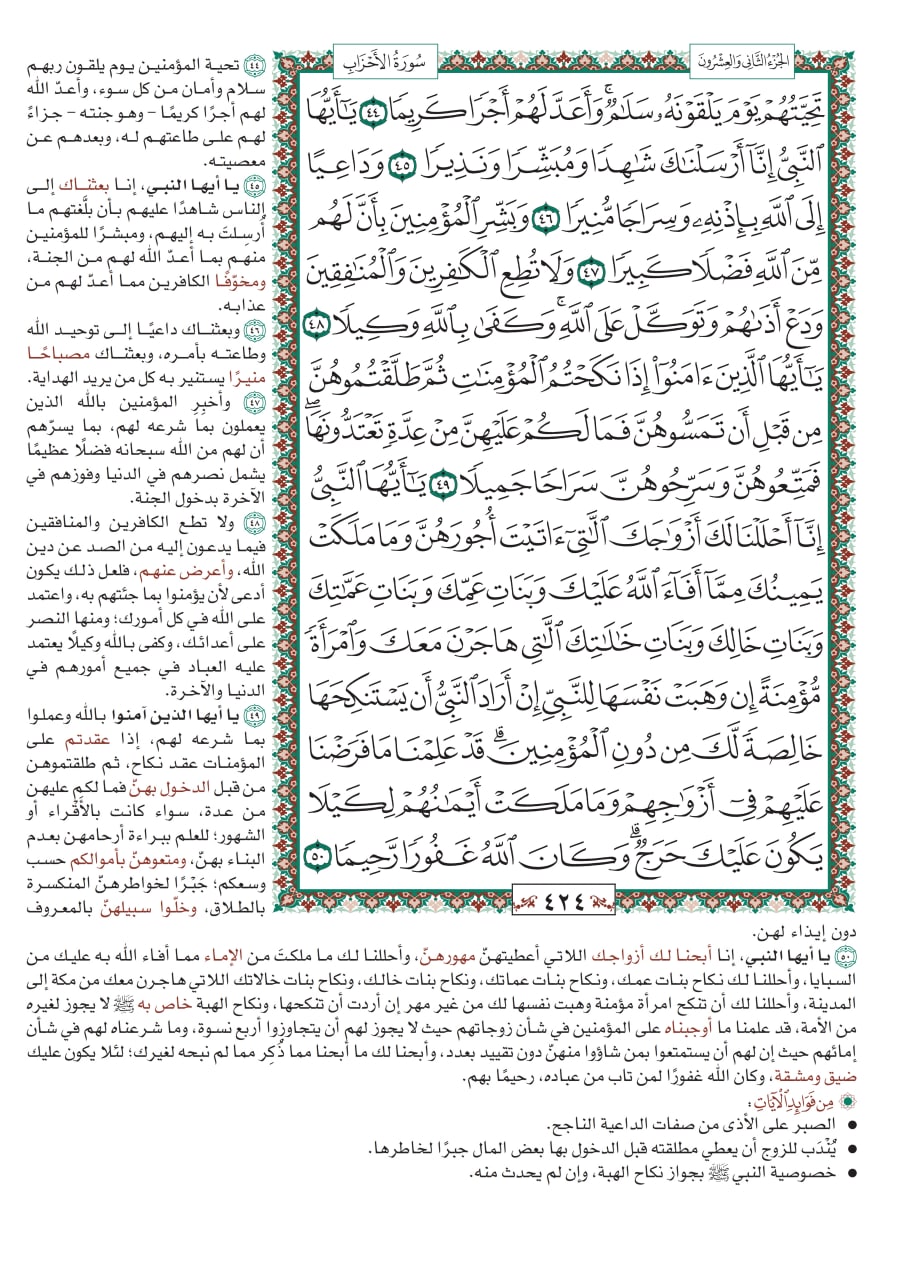 الجُزءُ الثَّانِي وَالعِشْرُونَ
سُورَةُ الأَحْزَابِ
تَحِيَّتُهُمْ يَوْمَ يَلْقَوْنَهُۥ سَلَٰمٌۚ وَأَعَدَّ لَهُمْ أَجْرًا كَرِيمًا ٤٤ يَٰٓأَيُّهَا
ٱلنَّبِيُّ إِنَّآ أَرْسَلْنَٰكَ شَٰهِدًا وَمُبَشِّرًا وَنَذِيرًا ٤٥ وَدَاعِيًا
إِلَى ٱللَّهِ بِإِذْنِهِۦ وَسِرَاجًا مُّنِيرًا ٤٦ وَبَشِّرِ ٱلْمُؤْمِنِينَ بِأَنَّ لَهُم
مِّنَ ٱللَّهِ فَضْلًا كَبِيرًا ٤٧ وَلَا تُطِعِ ٱلْكَٰفِرِينَ وَٱلْمُنَٰفِقِينَ
وَدَعْ أَذَىٰهُمْ وَتَوَكَّلْ عَلَى ٱللَّهِۚ وَكَفَىٰ بِٱللَّهِ وَكِيلًا ٤٨
يَٰٓأَيُّهَا ٱلَّذِينَ ءَامَنُوٓا۟ إِذَا نَكَحْتُمُ ٱلْمُؤْمِنَٰتِ ثُمَّ طَلَّقْتُمُوهُنَّ
مِن قَبْلِ أَن تَمَسُّوهُنَّ فَمَا لَكُمْ عَلَيْهِنَّ مِنْ عِدَّةٍ تَعْتَدُّونَهَاۖ
فَمَتِّعُوهُنَّ وَسَرِّحُوهُنَّ سَرَاحًا جَمِيلًا ٤٩ يَٰٓأَيُّهَا ٱلنَّبِيُّ
إِنَّآ أَحْلَلْنَا لَكَ أَزْوَٰجَكَ ٱلَّٰتِيٓ ءَاتَيْتَ أُجُورَهُنَّ وَمَا مَلَكَتْ
يَمِينُكَ مِمَّآ أَفَآءَ ٱللَّهُ عَلَيْكَ وَبَنَاتِ عَمِّكَ وَبَنَاتِ عَمَّٰتِكَ
وَبَنَاتِ خَالِكَ وَبَنَاتِ خَٰلَٰتِكَ ٱلَّٰتِي هَاجَرْنَ مَعَكَ وَٱمْرَأَةً
مُّؤْمِنَةً إِن وَهَبَتْ نَفْسَهَا لِلنَّبِيِّ إِنْ أَرَادَ ٱلنَّبِيُّ أَن يَسْتَنكِحَهَا
خَالِصَةً لَّكَ مِن دُونِ ٱلْمُؤْمِنِينَۗ قَدْ عَلِمْنَا مَا فَرَضْنَا
عَلَيْهِمْ فِيٓ أَزْوَٰجِهِمْ وَمَا مَلَكَتْ أَيْمَٰنُهُمْ لِكَيْلَا
يَكُونَ عَلَيْكَ حَرَجٌۗ وَكَانَ ٱللَّهُ غَفُورًا رَّحِيمًا ٥٠
٤٢٤
٤٤ تحية المؤمنين يوم يلقون ربهم
سلام وأمان من كل سوء، وأعدّ الله
لهم أجرًا كريمًا – وهو جنته – جزاءً
لهم على طاعتهم له، وبعدهم عن
معصيته.
٤٥ يا أيها النبي، إنا بعثناك إلى
الناس شاهدًا عليهم بأن بلَّغتهم ما
أُرسِلتَ به إليهم، ومبشرًا للمؤمنين
منهم بما أعدّ الله لهم من الجنة،
ومخوّفًا الكافرين مما أعدّ لهم من
عذابه.
٤٦ وبعثناك داعيًا إلى توحيد الله
وطاعته بأمره، وبعثناك مصباحًا
منيرًا يستنير به كل من يريد الهداية.
٤٧ وأخبِرِ المؤمنين بالله الذين
يعملون بما شرعه لهم، بما يسرّهم
أن لهم من الله سبحانه فضلًا عظيمًا
يشمل نصرهم في الدنيا وفوزهم في
الآخرة بدخول الجنة.
٤٨ ولا تطع الكافرين والمنافقين
فيما يدعون إليه من الصد عن دين
الله، وأعرض عنهم، فلعل ذلك يكون
أدعى لأن يؤمنوا بما جئتهم به، واعتمد
على الله في كل أمورك؛ ومنها النصر
على أعدائك، وكفى بالله وكيلًا يعتمد
عليه العباد في جميع أمورهم في
الدنيا والآخرة.
٤٩ يا أيها الذين آمنوا بالله وعملوا
بما شرعه لهم، إذا عقدتم على
المؤمنات عقد نكاح، ثم طلقتموهن
من قبل الدخول بهنّ فما لكم عليهن
من عدة، سواء كانت بالأقْراء أو
الشهور؛ للعلم ببراءة أرحامهن بعدم
البناء بهنّ، ومتعوهنّ بأموالكم حسب
وسعكم؛ جَبْرًا لخواطرهنّ المنكسرة
بالطلاق، وخلّوا سبيلهنّ بالمعروف
دون إيذاء لهن.
٥٠ يا أيها النبي، إنا أبحنا لك أزواجك اللاتي أعطيتهنّ مهورهنّ، وأحللنا لك ما ملكتَ من الإماء مما أفاء الله به عليك من
السبايا، وأحللنا لك نكاح بنات عمك، ونكاح بنات عماتك، ونكاح بنات خالك، ونكاح بنات خالاتك اللاتي هاجرن معك من مكة إلى
المدينة، وأحللنا لك أن تنكح امرأة مؤمنة وهبت نفسها لك من غير مهر إن أردت أن تنكحها، ونكاح الهبة خاص به ﷺ لا يجوز لغيره
من الأمة، قد علمنا ما أوجبناه على المؤمنين في شأن زوجاتهم حيث لا يجوز لهم أن يتجاوزوا أربع نسوة، وما شرعناه لهم في شأن
إمائهم حيث إن لهم أن يستمتعوا بمن شاؤوا منهنّ دون تقييد بعدد، وأبحنا لك ما أبحنا مما ذُكِر مما لم نبحه لغيرك؛ لئلا يكون عليك
ضيق ومشقة، وكان الله غفورًا لمن تاب من عباده، رحيمًا بهم.
مِن فَوَائِدِ الآيَاتِ:
● الصبر على الأذى من صفات الداعية الناجح.
● يُنْدَب للزوج أن يعطي مطلقته قبل الدخول بها بعض المال جبرًا لخاطرها.
● خصوصية النبي ﷺ بجواز نكاح الهبة، وإن لم يحدث منه.